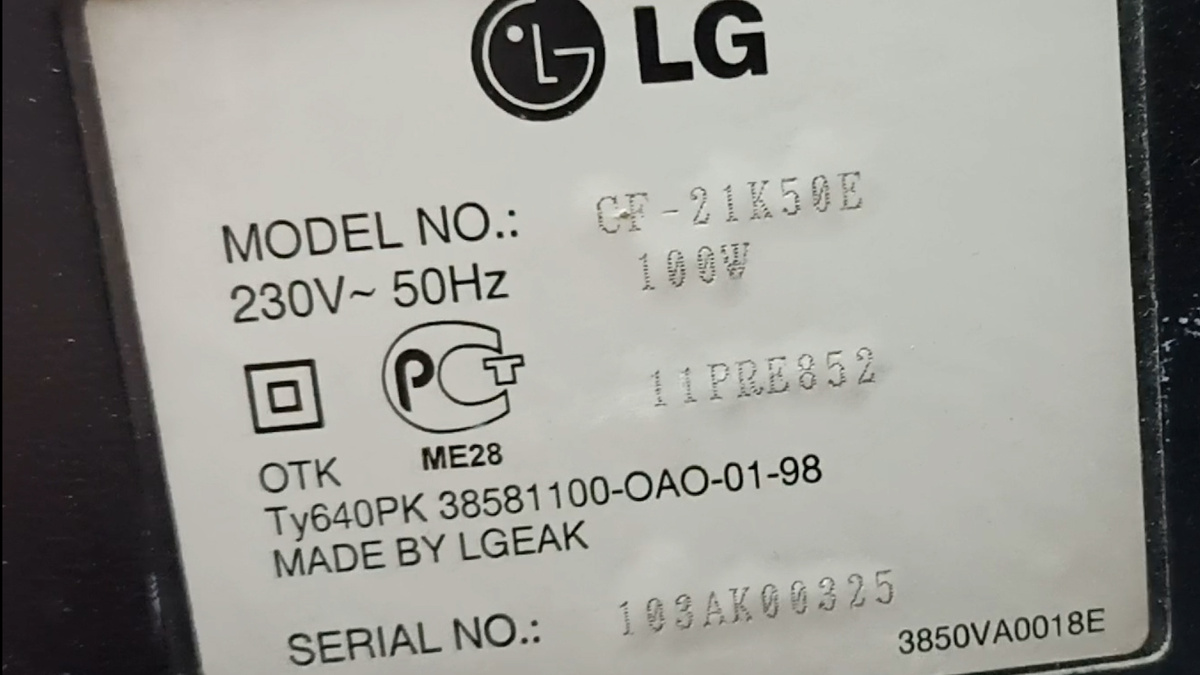 LG
MODEL NO.: CF-21K50E
230V~ 50Hz 100W
PCT
11PRE852
ME28
OTK
Ty640PK 38581100-OAO-01-98
MADE BY LGEAK
SERIAL NO.: 103AK00325
3850VA0018E